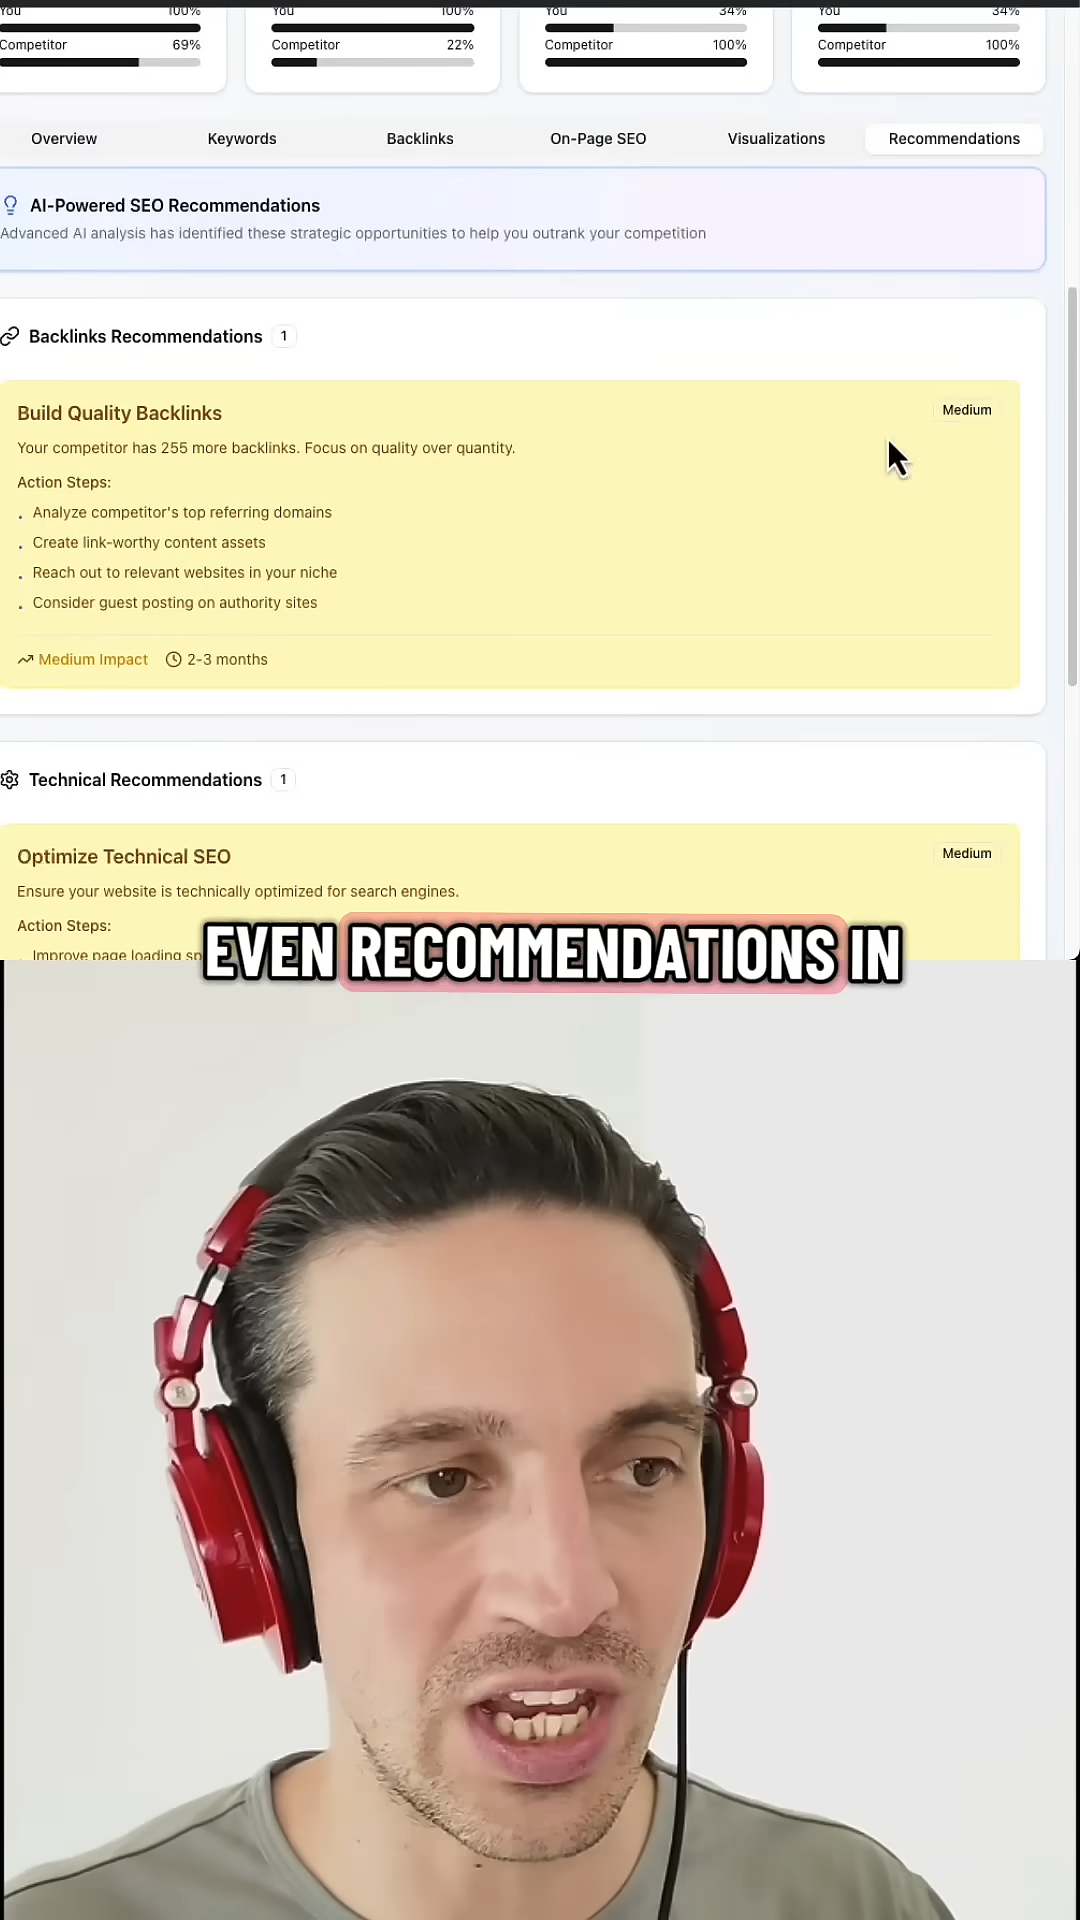 You 100% You 100% You 34% You 34%
Competitor 69% Competitor 22% Competitor 100% Competitor 100%
Overview Keywords Backlinks On-Page SEO Visualizations Recommendations
AI-Powered SEO Recommendations
Advanced AI analysis has identified these strategic opportunities to help you outrank your competition
Backlinks Recommendations 1
Build Quality Backlinks Medium
Your competitor has 255 more backlinks. Focus on quality over quantity.
Action Steps:
Analyze competitor's top referring domains
Create link-worthy content assets
Reach out to relevant websites in your niche
Consider guest posting on authority sites
Medium Impact 2-3 months
Technical Recommendations 1
Optimize Technical SEO Medium
Ensure your website is technically optimized for search engines.
Action Steps:
Improve page loading sp
EVEN RECOMMENDATIONS IN